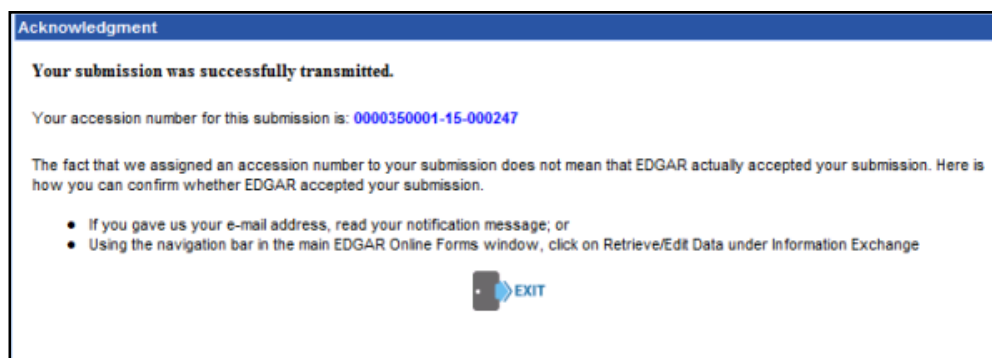 Acknowledgment
Your submission was successfully transmitted.
Your accession number for this submission is: 0000350001-15-000247
The fact that we assigned an accession number to your submission does not mean that EDGAR actually accepted your submission. Here is
how you can confirm whether EDGAR accepted your submission.
● If you gave us your e-mail address, read your notification message; or
● Using the navigation bar in the main EDGAR Online Forms window, click on Retrieve/Edit Data under Information Exchange
EXIT